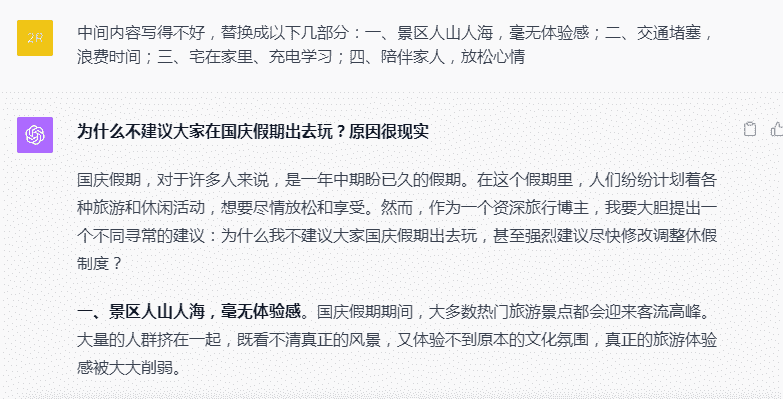 中间内容写得不好，替换成以下几部分：一、景区人山人海，毫无体验感；二、交通堵塞，
浪费时间；三、宅在家里、充电学习；四、陪伴家人，放松心情
为什么不建议大家在国庆假期出去玩？原因很现实
国庆假期，对于许多人来说，是一年中期盼已久的假期。在这个假期里，人们纷纷计划着各
种旅游和休闲活动，想要尽情放松和享受。然而，作为一个资深旅行博主，我要大胆提出一
个不同寻常的建议：为什么我不建议大家国庆假期出去玩，甚至强烈建议尽快修改调整休假
制度？
一、景区人山人海，毫无体验感。国庆假期期间，大多数热门旅游景点都会迎来客流高峰。
大量的人群挤在一起，既看不清真正的风景，又体验不到原本的文化氛围，真正的旅游体验
感被大大削弱。